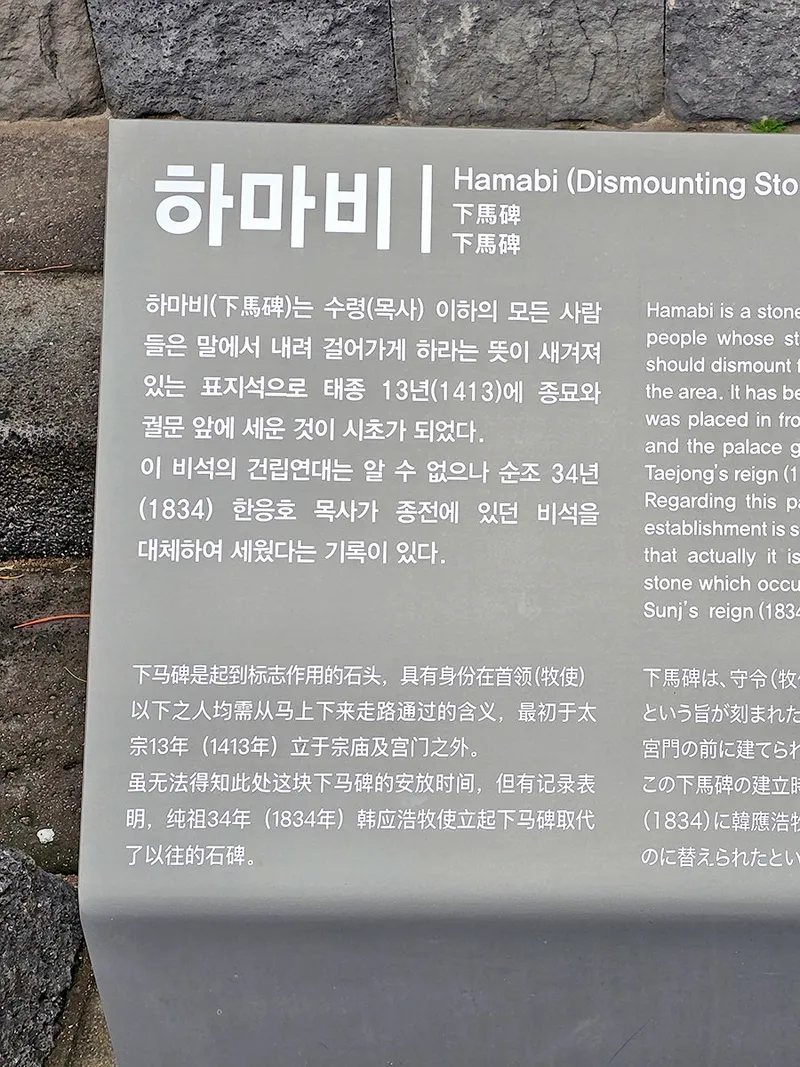 하마비
Hamabi (Dismounting
下馬碑
下馬碑
하마비(下馬碑)는 수령(목사) 이하의 모든 사람
들은 말에서 내려 걸어가게 하라는 뜻이 새겨져
있는 표지석으로 태종 13년(1413)에 종묘와
궐문 앞에 세운 것이 시초가 되었다.
이 비석의 건립연대는 알 수 없으나 순조 34년
(1834) 한응호 목사가 종전에 있던 비석을
대체하여 세웠다는 기록이 있다.
Hamabi is a stone
people whose
should dismount
the area. It has
was placed in
and the palace
Taejong's reign
Regarding this
establishment is
that actually it is
stone which
Sunj's reign (1834
下马碑是起到标志作用的石头，具有身份在首领(牧使)
以下之人均需从马上下来走路通过的含义，最初于太
宗13年（1413年）立于宗庙及宫门之外。
虽无法得知此处这块下马碑的安放时间，但有记录表
明，纯祖34年（1834年）韩应浩牧使立起下马碑取代
了以往的石碑。
下馬碑は、守令(牧
という旨が刻まれた
宮門の前に建てられ
この下馬碑の建立時
(1834)に韓應浩牧
のに替えられたとい